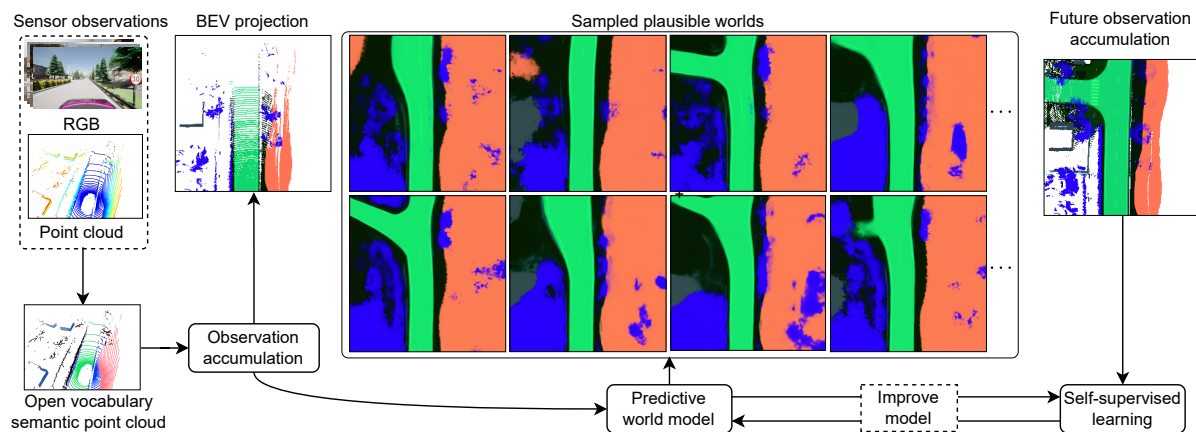 Sensor observations
BEV projection
Sampled plausible worlds
Future observation
accumulation
30
RGB
Point cloud
...
...
Open vocabulary
semantic point cloud
Observation
accumulation
Predictive
world model
Improve
model
Self-supervised
learning